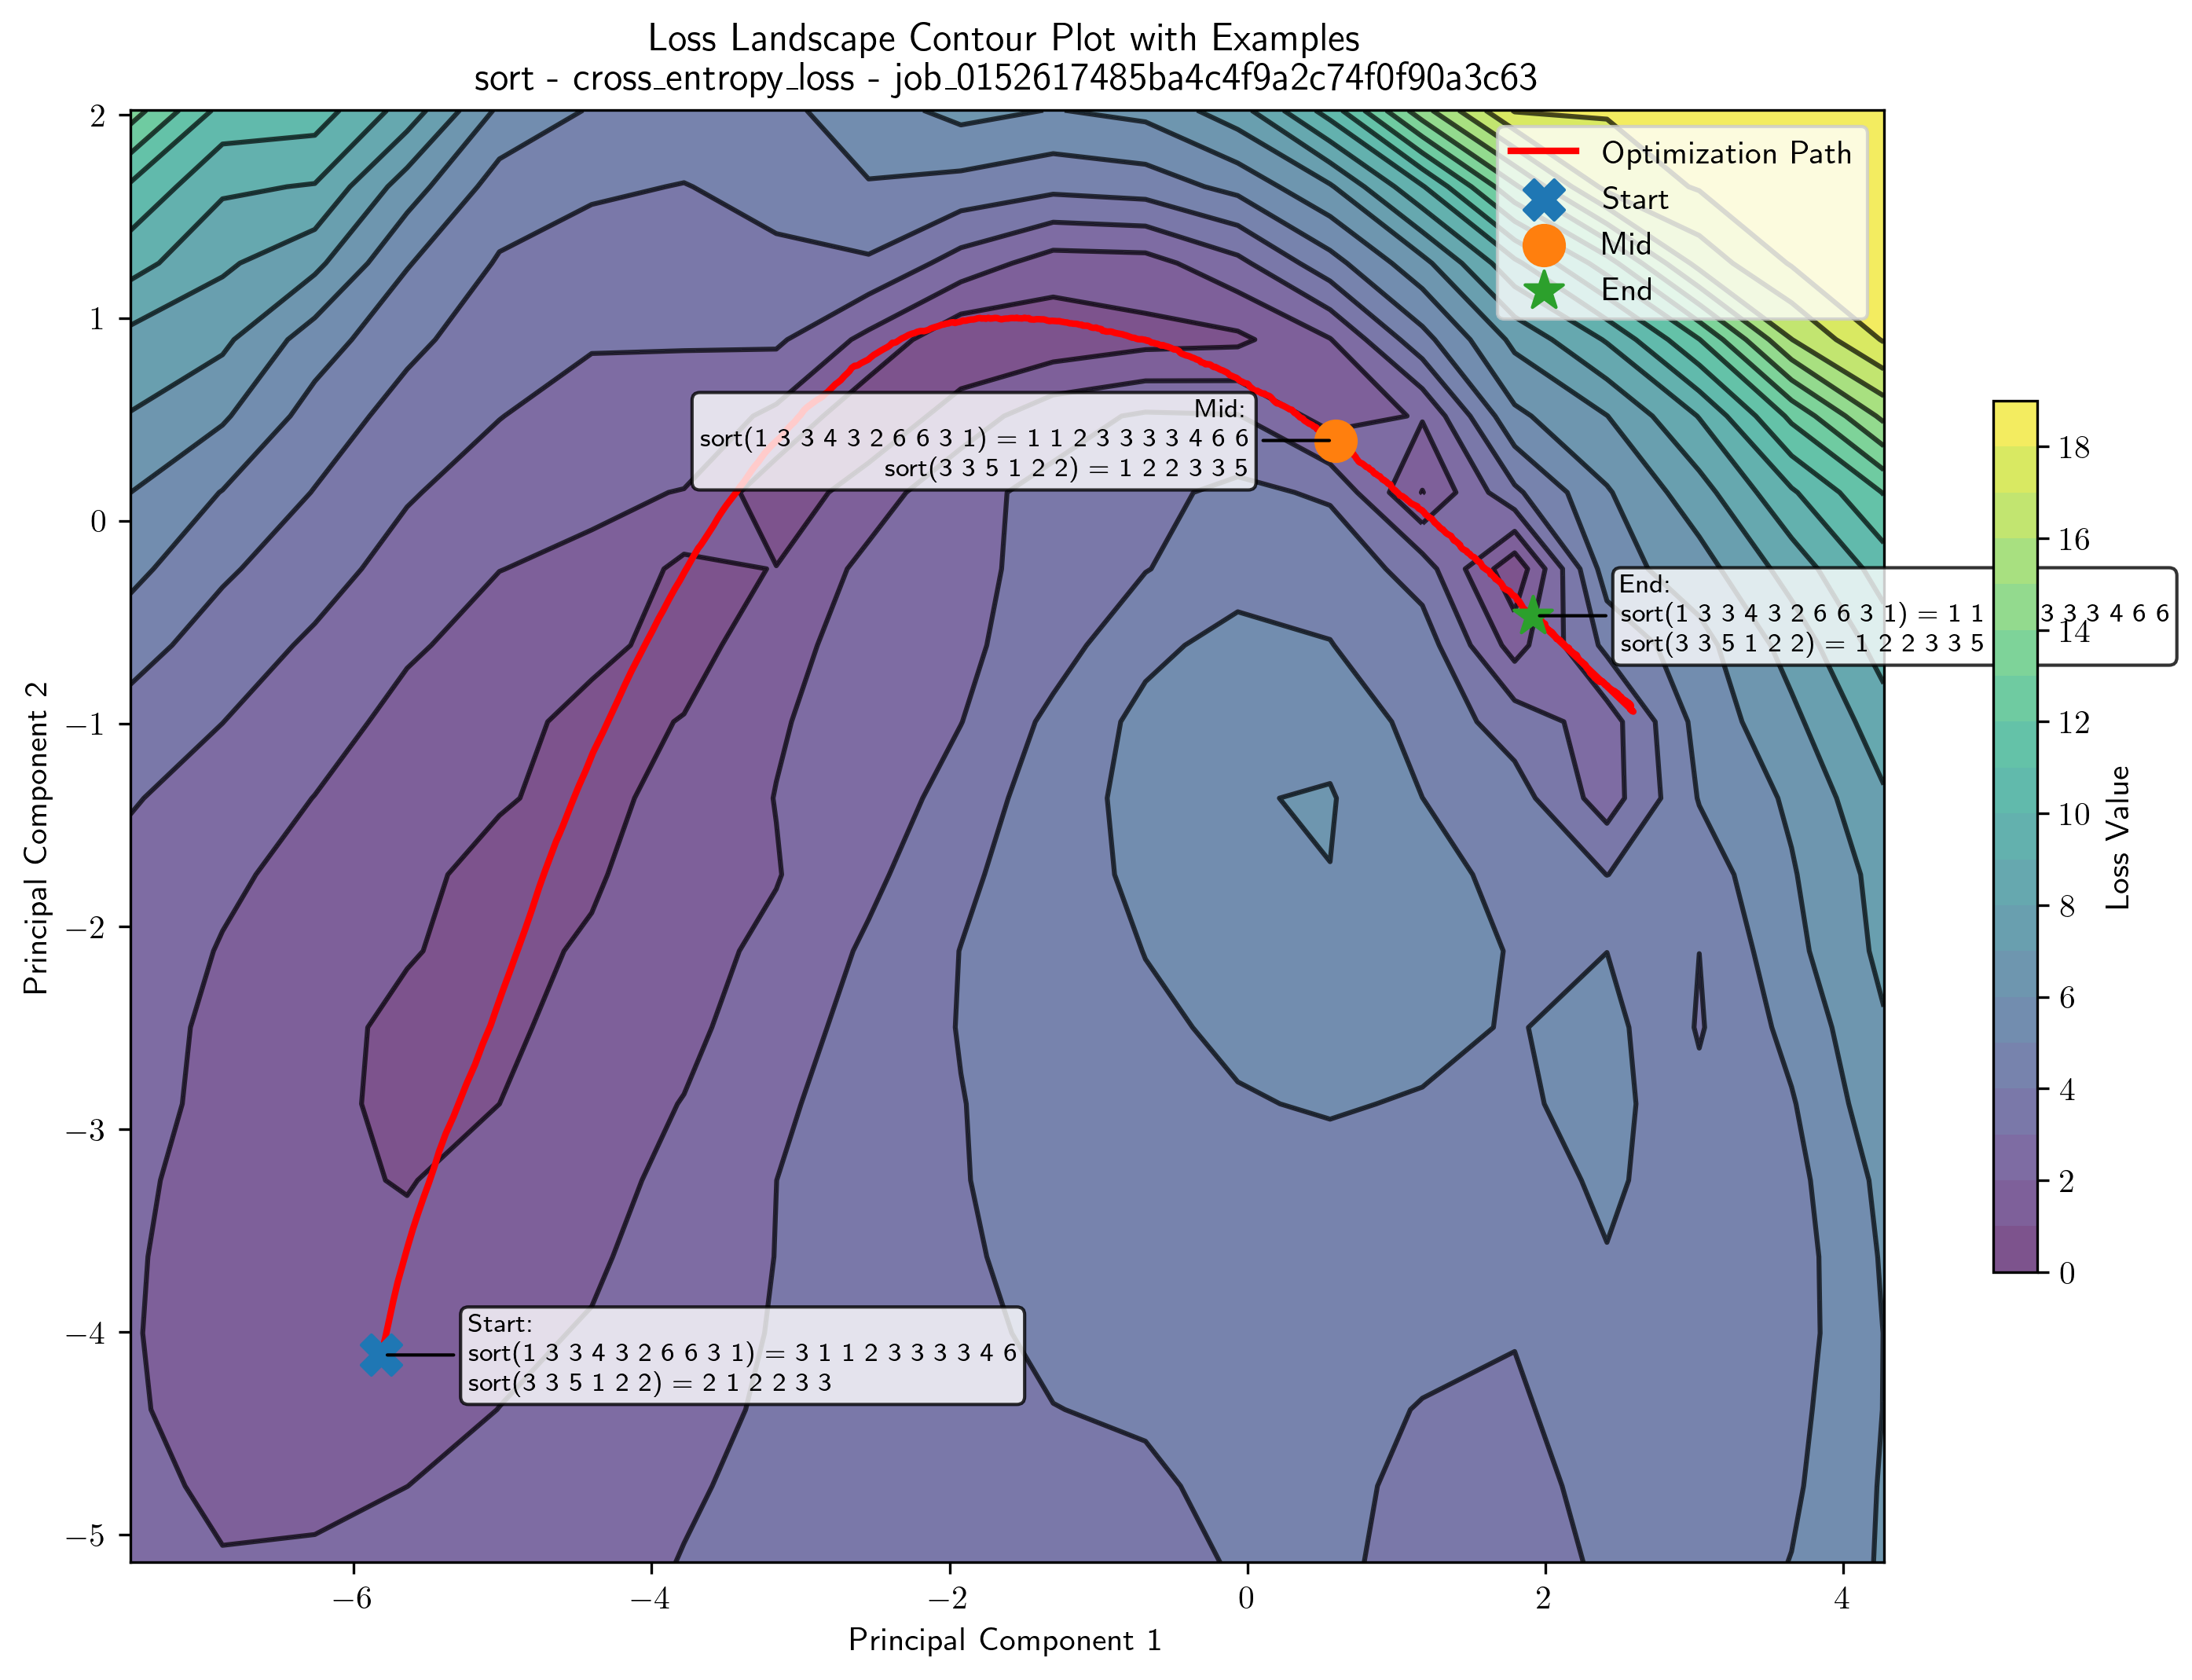 Loss Landscape Contour Plot with Examples
sort - cross_entropy_loss - job_0152617485ba4c4f9a2c74f0f90a3c63
Optimization Path
Start
Mid
End
2
1
0
−1
−2
−3
−4
−5
Principal Component 2
Mid:
sort(1 3 3 4 3 2 6 6 3 1) = 1 1 2 3 3 3 3 4 6 6
sort(3 3 5 1 2 2) = 1 2 2 3 3 5
End:
sort(1 3 3 4 3 2 6 6 3 1) = 1 1 3 3 3 4 6 6
sort(3 3 5 1 2 2) = 1 2 2 3 3 5
Start:
sort(1 3 3 4 3 2 6 6 3 1) = 3 1 1 2 3 3 3 3 4 6
sort(3 3 5 1 2 2) = 2 1 2 2 3 3
−6
−4
−2
0
2
4
Principal Component 1
18
16
14
12
10
8
6
4
2
0
Loss Value